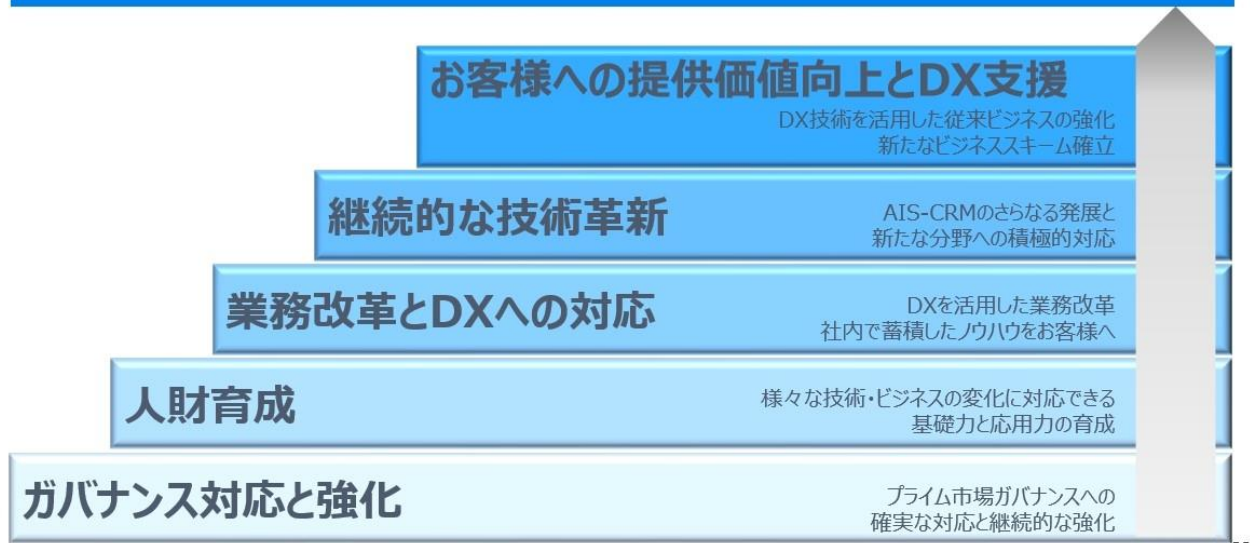 お客様への提供価値向上とDX支援
DX技術を活用した従来ビジネスの強化
新たなビジネススキーム確立
継続的な技術革新
AIS-CRMのさらなる発展と
新たな分野への積極的対応
業務改革とDXへの対応
DXを活用した業務改革
社内で蓄積したノウハウをお客様へ
人財育成
様々な技術・ビジネスの変化に対応できる
基礎力と応用力の育成
ガバナンス対応と強化
プライム市場ガバナンスへの
確実な対応と継続的な強化